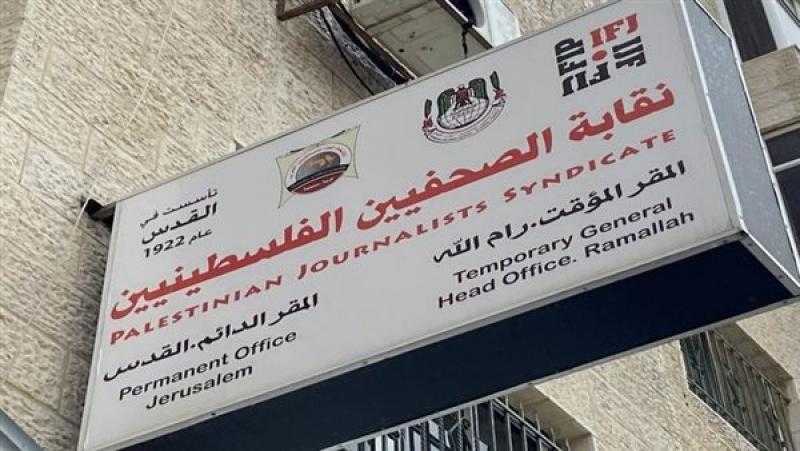 تأسست في
القدس
عام 1922
FIP IFJ
نقابة الصحفيين الفلسطينيين
PALESTINIAN JOURNALISTS SYNDICATE
المقر المؤقت.رام الله
Temporary General
Head Office. Ramallah
المقر الدائم.القدس
Permanent Office
Jerusalem